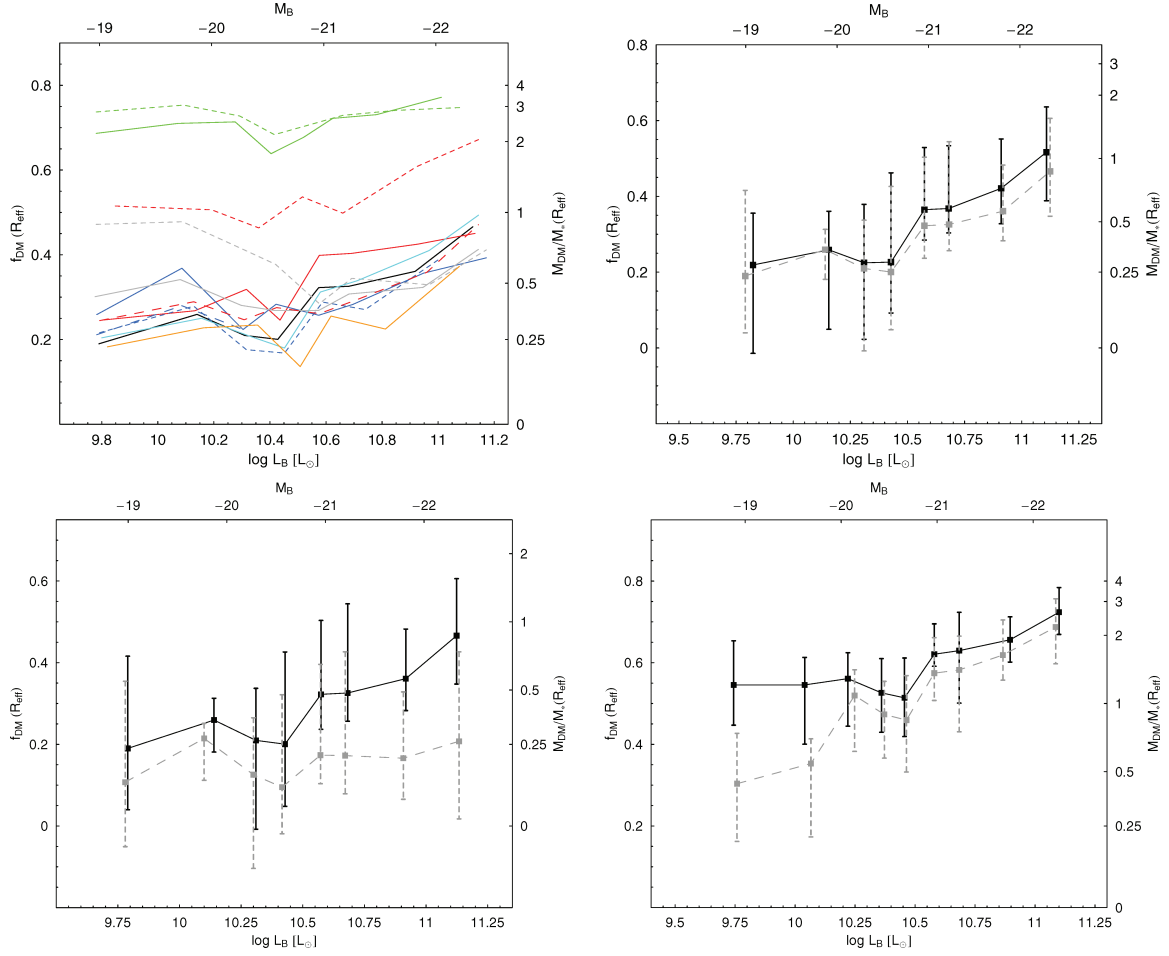 M_B
−19 −20 −21 −22
0.8 0.6 0.4 0.2
f_DM (R_eff)
4 3 2 1 0.5 0.25 0
M_DM/M_*(R_eff)
9.8 10 10.2 10.4 10.6 10.8 11 11.2
log L_B [L_⊙]
M_B
−19 −20 −21 −22
0.8 0.6 0.4 0.2 0
f_DM (R_eff)
3 2 1 0.5 0.25 0
M_DM/M_*(R_eff)
9.5 9.75 10 10.25 10.5 10.75 11 11.25
log L_B [L_⊙]
M_B
−19 −20 −21 −22
0.6 0.4 0.2 0
f_DM (R_eff)
2 1 0.5 0.25 0
M_DM/M_*(R_eff)
9.75 10 10.25 10.5 10.75 11 11.25
log L_B [L_⊙]
M_B
−19 −20 −21 −22
0.8 0.6 0.4 0.2
f_DM (R_eff)
4 3 2 1 0.5 0.25 0
M_DM/M_*(R_eff)
9.5 9.75 10 10.25 10.5 10.75 11 11.25
log L_B [L_⊙]